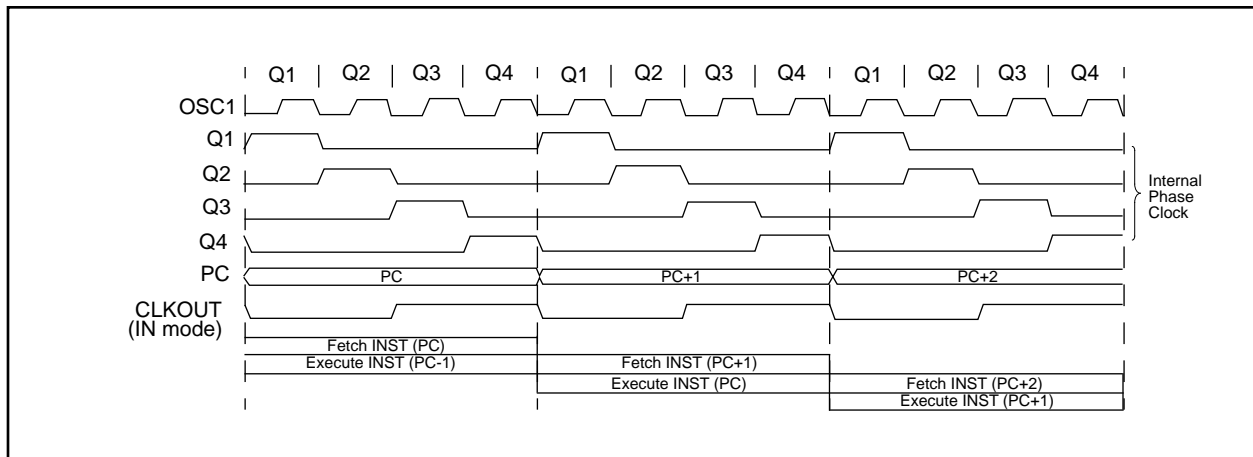 Q1 | Q2 | Q3 | Q4 | Q1 | Q2 | Q3 | Q4 | Q1 | Q2 | Q3 | Q4
OSC1
Q1
Q2
Q3
Q4
Internal
Phase
Clock
PC PC PC+1 PC+2
CLKOUT
(IN mode)
Fetch INST (PC)
Execute INST (PC-1) Fetch INST (PC+1)
Execute INST (PC) Fetch INST (PC+2)
Execute INST (PC+1)